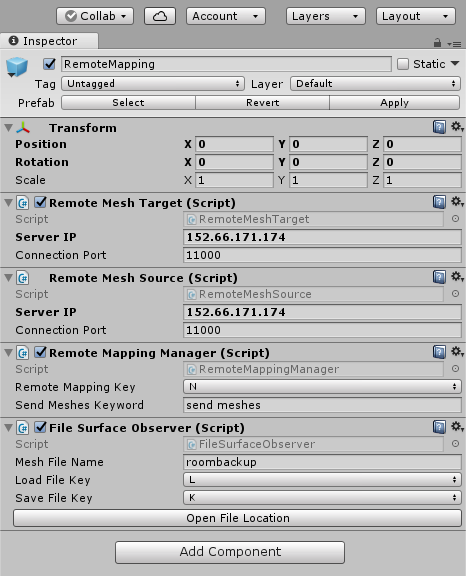 Collab Account Layers Layout
Inspector
RemoteMapping Static
Tag Untagged Layer Default
Prefab Select Revert Apply
Transform
Position X 0 Y 0 Z 0
Rotation X 0 Y 0 Z 0
Scale X 1 Y 1 Z 1
Remote Mesh Target (Script)
Script RemoteMeshTarget
Server IP 152.66.171.174
Connection Port 11000
Remote Mesh Source (Script)
Script RemoteMeshSource
Server IP 152.66.171.174
Connection Port 11000
Remote Mapping Manager (Script)
Script RemoteMappingManager
Remote Mapping Key N
Send Meshes Keyword send meshes
File Surface Observer (Script)
Script FileSurfaceObserver
Mesh File Name roombackup
Load File Key L
Save File Key K
Open File Location
Add Component